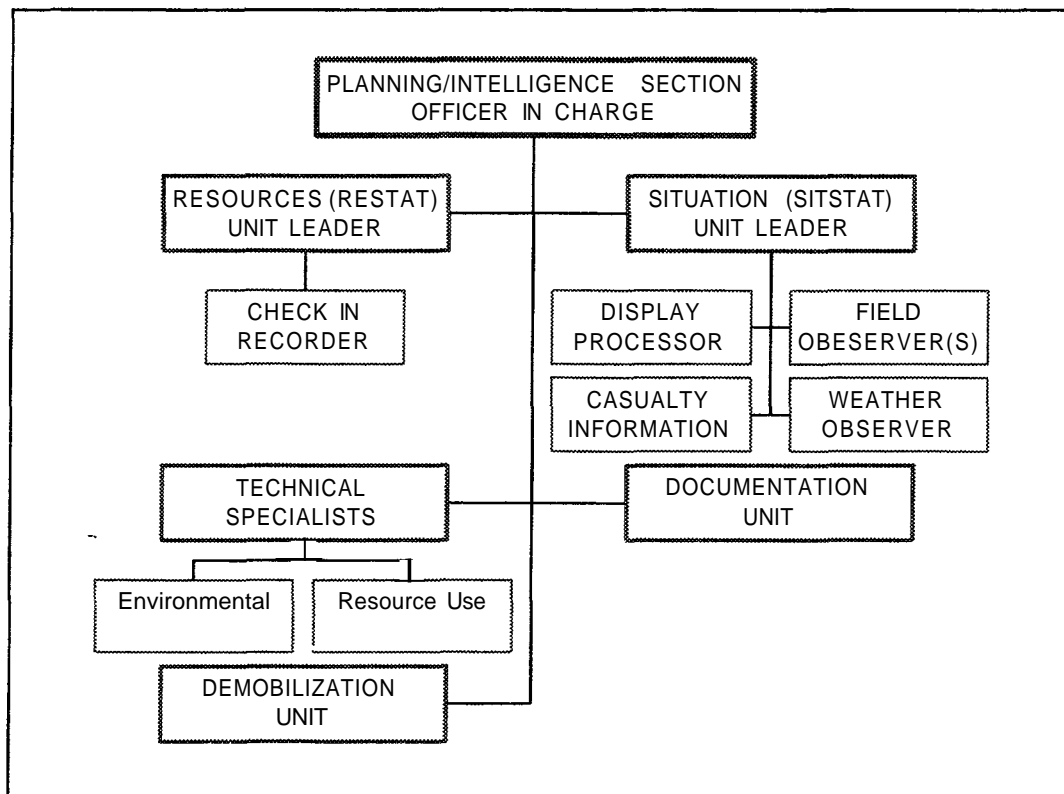 PLANNING/INTELLIGENCE SECTION
OFFICER IN CHARGE
RESOURCES (RESTAT)
UNIT LEADER
SITUATION (SITSTAT)
UNIT LEADER
CHECK IN
RECORDER
DISPLAY
PROCESSOR
FIELD
OBESERVER(S)
CASUALTY
INFORMATION
WEATHER
OBSERVER
TECHNICAL
SPECIALISTS
DOCUMENTATION
UNIT
Environmental
Resource Use
DEMOBILIZATION
UNIT